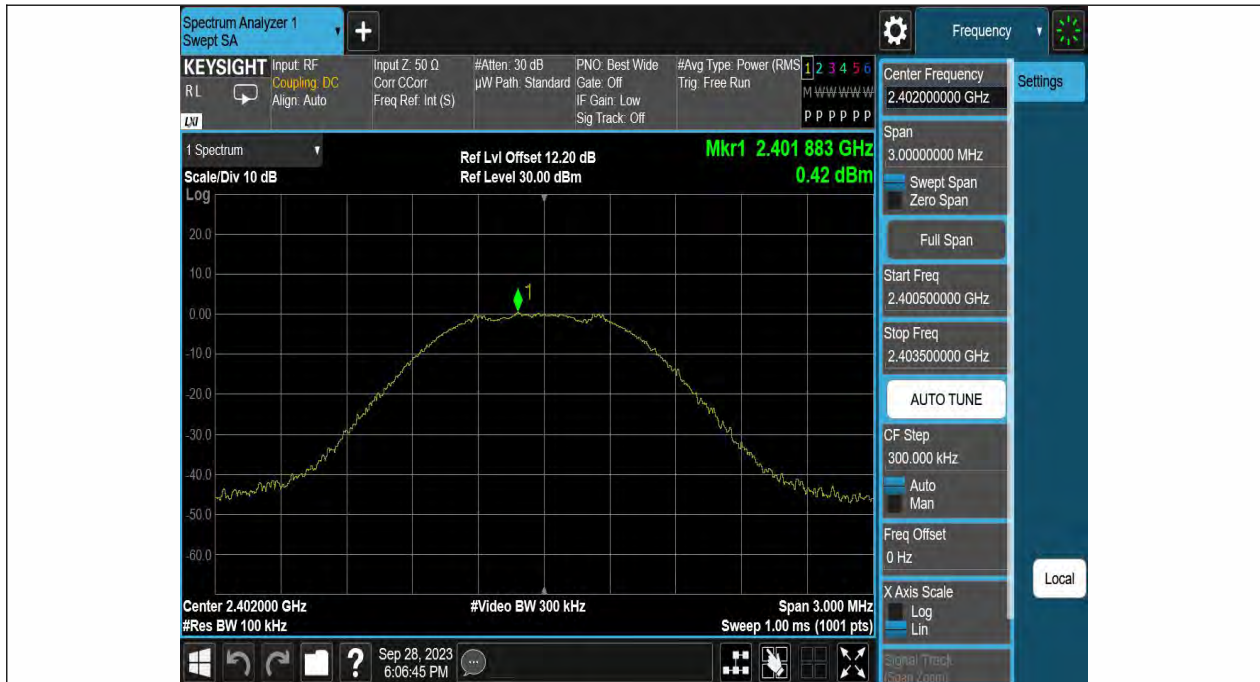 Spectrum Analyzer 1
Swept SA
+
Frequency
KEYSIGHT
Input: RF
Input Z: 50 Ω
#Atten: 30 dB
PNO: Best Wide
#Avg Type: Power (RMS
1 2 3 4 5 6
R L
Coupling: DC
Corr CCorr
µW Path: Standard
Gate: Off
Trig: Free Run
M W W W W W
Align: Auto
Freq Ref: Int (S)
IF Gain: Low
Sig Track: Off
P P P P P P
LXI
1 Spectrum
Ref Lvl Offset 12.20 dB
Mkr1 2.401 883 GHz
Scale/Div 10 dB
Ref Level 30.00 dBm
0.42 dBm
Log
20.0
10.0
0.00
-10.0
-20.0
-30.0
-40.0
-50.0
-60.0
1
Center 2.402000 GHz
#Video BW 300 kHz
Span 3.000 MHz
#Res BW 100 kHz
Sweep 1.00 ms (1001 pts)
?
Sep 28, 2023
6:06:45 PM
Center Frequency
2.402000000 GHz
Settings
Span
3.00000000 MHz
Swept Span
Zero Span
Full Span
Start Freq
2.400500000 GHz
Stop Freq
2.403500000 GHz
AUTO TUNE
CF Step
300.000 kHz
Auto
Man
Freq Offset
0 Hz
Local
X Axis Scale
Log
Lin
Signal Track
(Span Zoom)